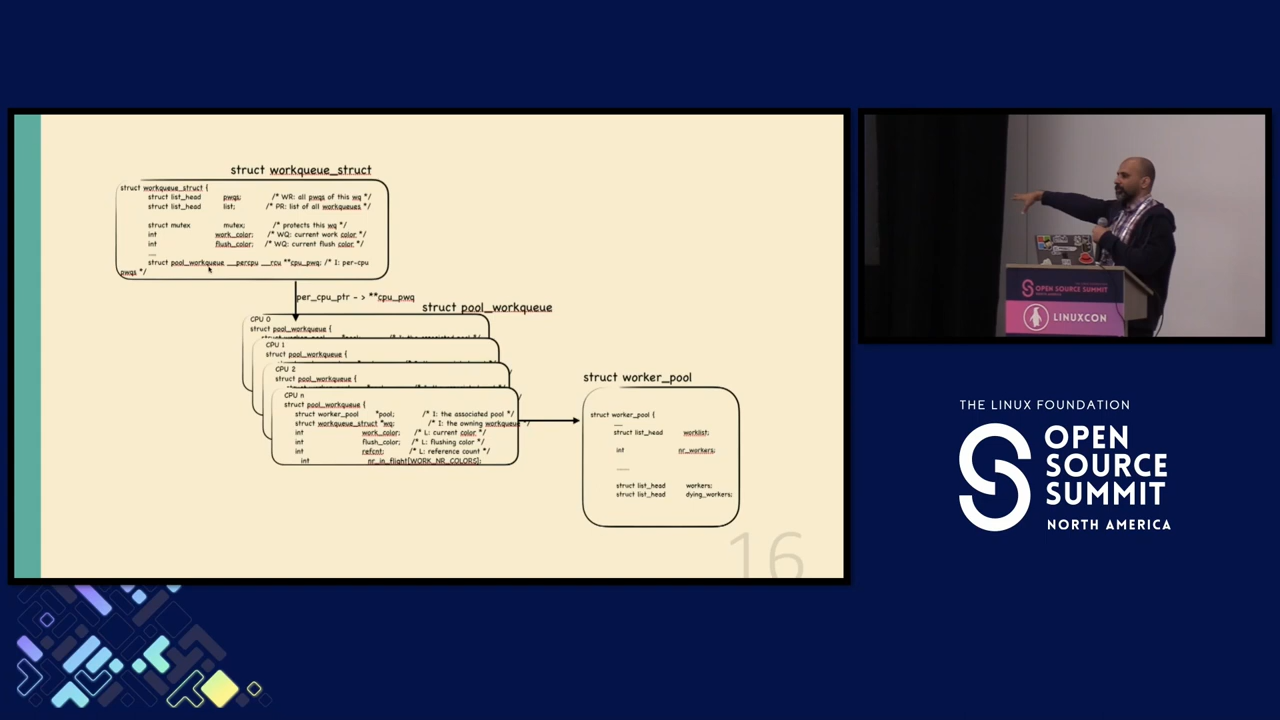 struct workqueue_struct
struct workqueue_struct {
struct list_head pwqs; /* WR: all pwqs of this wq */
struct list_head list; /* PR: list of all workqueues */
struct mutex mutex; /* protects this wq */
int work_color; /* WQ: current work color */
int flush_color; /* WQ: current flush color */
....
struct pool_workqueue __percpu __rcu **cpu_pwq; /* I: per-cpu
pwqs */
per_cpu_ptr - > **cpu_pwq
struct pool_workqueue
CPU 0
struct pool_workqueue {
CPU 1
struct pool_workqueue {
CPU 2
struct pool_workqueue {
CPU n
struct pool_workqueue {
struct worker_pool *pool; /* I: the associated pool */
struct workqueue_struct *wq; /* I: the owning workqueue */
int work_color; /* L: current color */
int flush_color; /* L: flushing color */
int refcnt; /* L: reference count */
int nr_in_flight[WORK_NR_COLORS];
struct worker_pool
struct worker_pool {
struct list_head worklist;
int nr_workers;
struct list_head workers;
struct list_head dying_workers;
16
OPEN SOURCE SUMMIT
LINUXCON
THE LINUX FOUNDATION
OPEN
SOURCE
SUMMIT
NORTH AMERICA